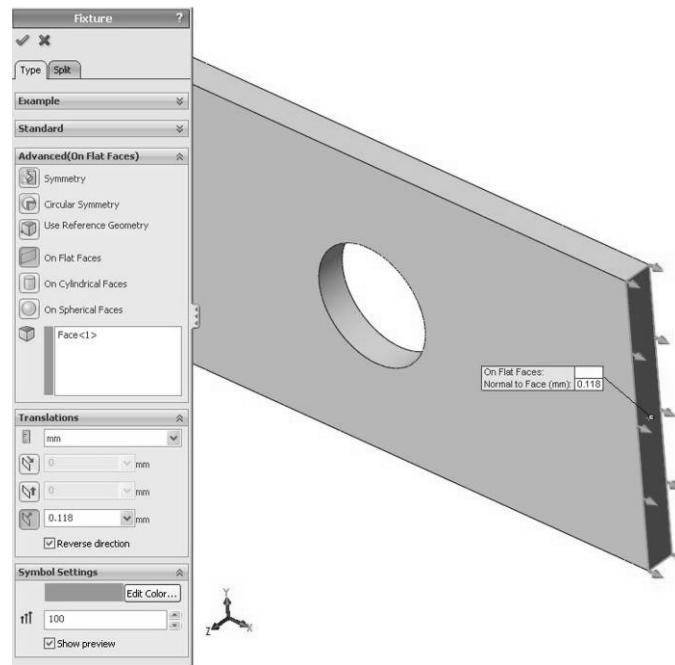 Fixture ?
Type Split
Example
Standard
Advanced(On Flat Faces)
Symmetry
Circular Symmetry
Use Reference Geometry
On Flat Faces
On Cylindrical Faces
On Spherical Faces
Face<1>
On Flat Faces:
Normal to Face (mm): 0.118
Translations
mm
0 mm
0 mm
0.118 mm
Reverse direction
Symbol Settings
Edit Color...
100
Show preview
Y
Z X